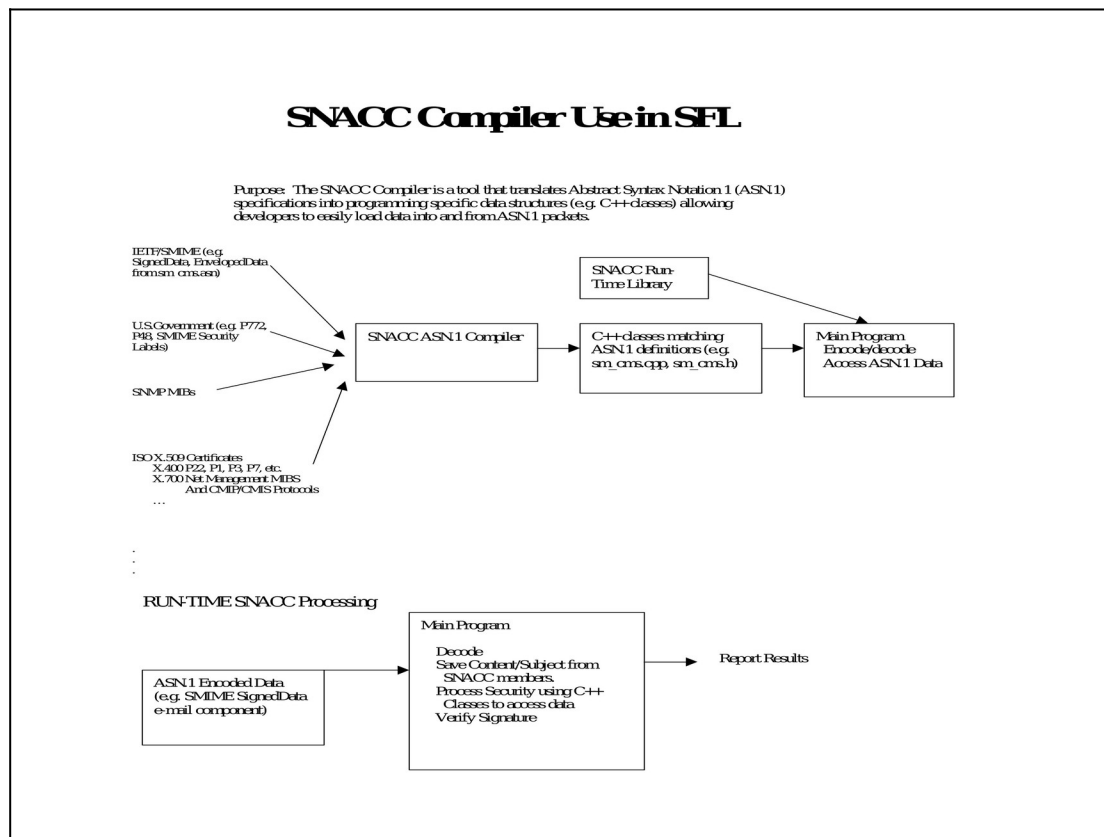 SNACC Compiler Use in SFL
Purpose: The SNACC Compiler is a tool that translates Abstract Syntax Notation 1 (ASN.1)
specifications into programming specific data structures (e.g. C++ classes) allowing
developers to easily load data into and from ASN.1 packets.
IETF/SMIME (e.g.
SignedData, EnvelopedData
from sm_cms.asn)
U.S. Government (e.g. P772,
P48, SMIME Security
Labels)
SNMP MIBs
ISO X.509 Certificates
X.400 P22, P1, P3, P7, etc.
X.700 Net Management MIBS
And CMIP/CMIS Protocols
…
.
.
.
SNACC ASN.1 Compiler
SNACC Run-
Time Library
C++ classes matching
ASN.1 definitions (e.g.
sm_cms.cpp, sm_cms.h)
Main Program
Encode/decode
Access ASN.1 Data
RUN-TIME SNACC Processing
ASN.1 Encoded Data
(e.g. SMIME SignedData
e-mail component)
Main Program
Decode
Save Content/Subject from
SNACC members.
Process Security using C++
Classes to access data
Verify Signature
Report Results